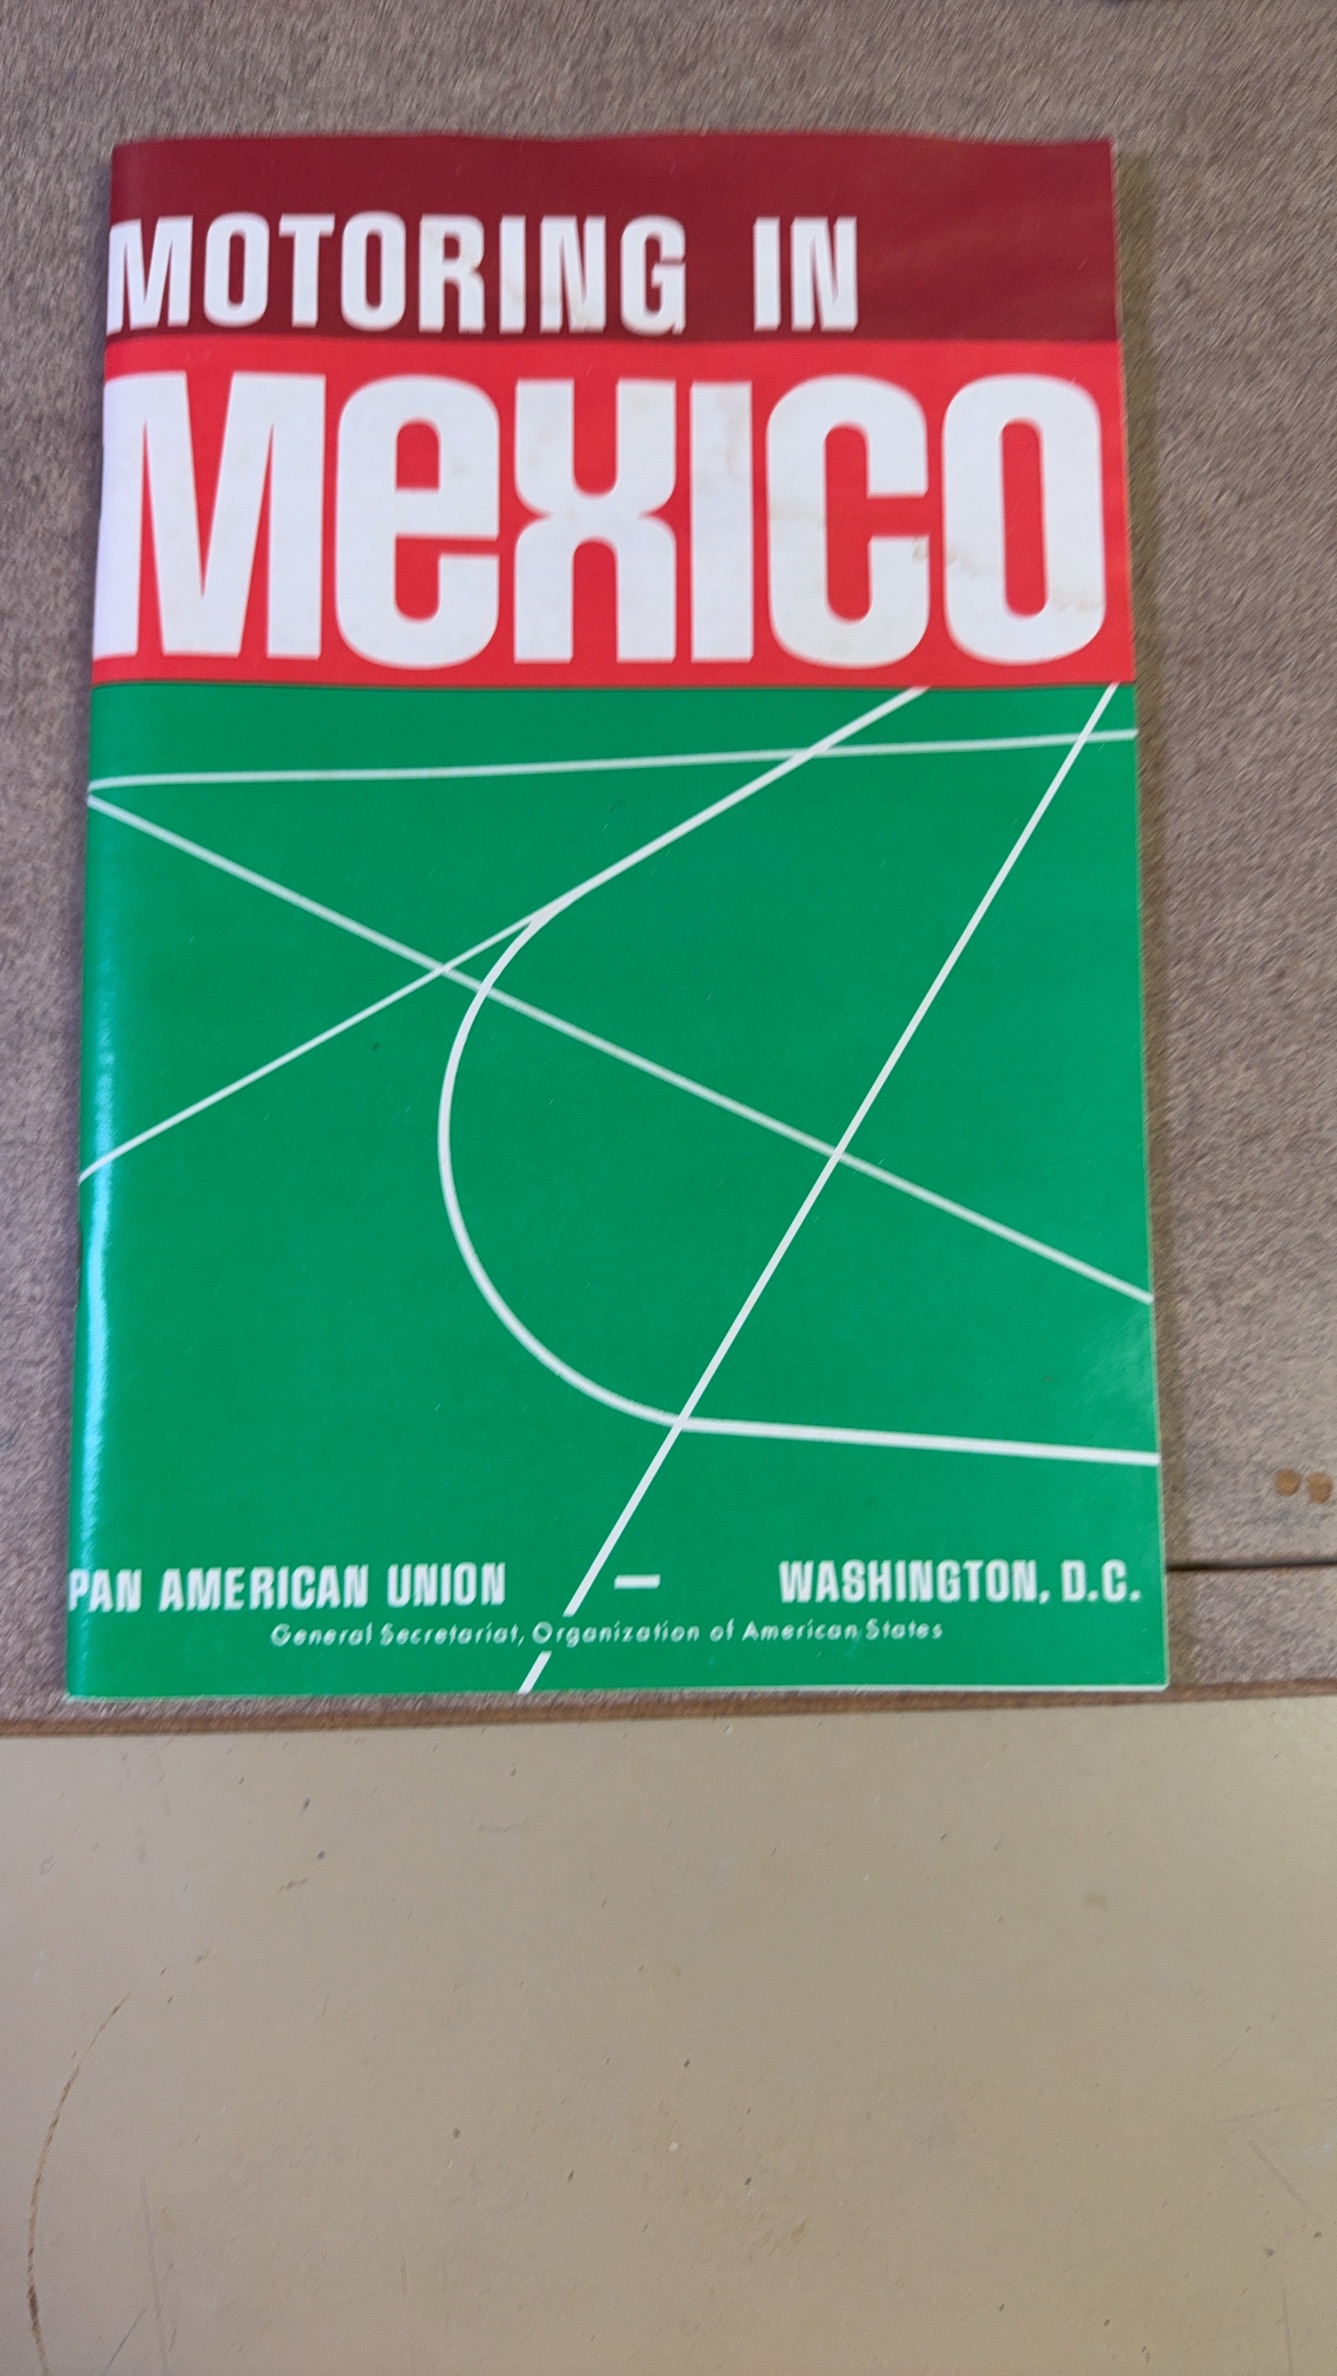 MOTORING IN
MEXICO
PAN AMERICAN UNION — WASHINGTON, D.C.
General Secretariat, Organization of American States